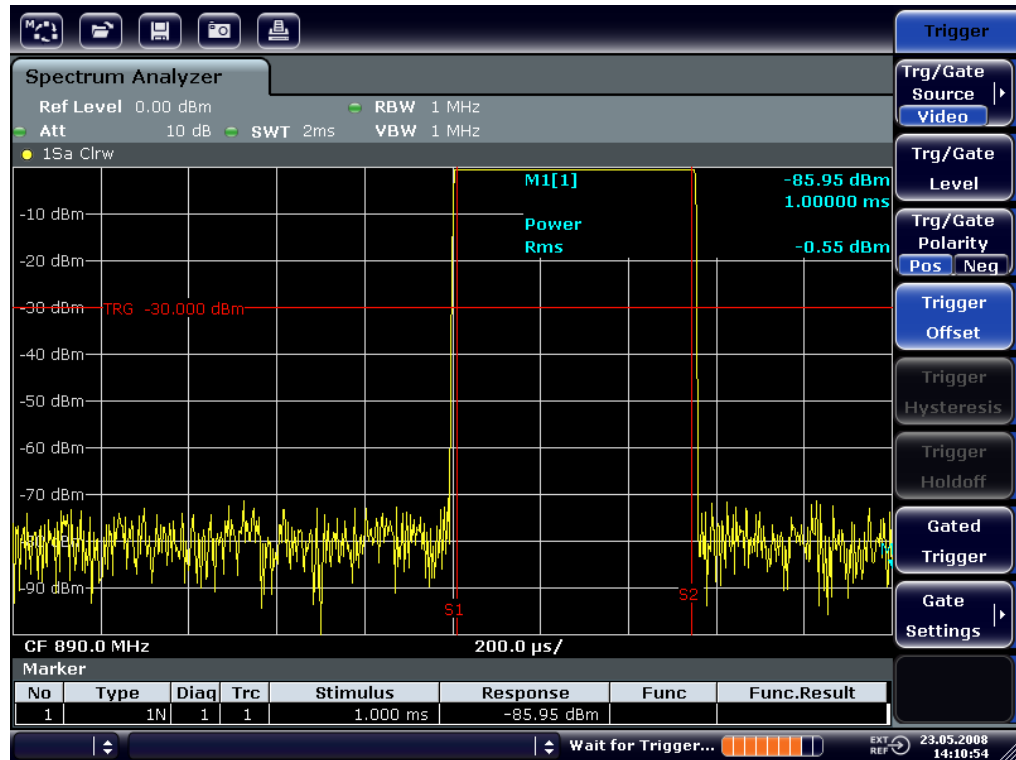 Trigger
Spectrum Analyzer
Ref Level 0.00 dBm
RBW 1 MHz
Att 10 dB SWT 2ms VBW 1 MHz
1Sa Clrw
M1[1] -85.95 dBm
1.00000 ms
Power
Rms -0.55 dBm
-10 dBm
-20 dBm
-30 dBm
TRG -30.000 dBm
-40 dBm
-50 dBm
-60 dBm
-70 dBm
-90 dBm
S1
S2
CF 890.0 MHz
200.0 µs/
Marker
No Type Diaq Trc Stimulus Response Func Func.Result
1 1N 1 1 1.000 ms -85.95 dBm
Wait for Trigger...
EXT
REF
23.05.2008
14:10:54
Trg/Gate
Source
Video
Trg/Gate
Level
Trg/Gate
Polarity
Pos Neg
Trigger
Offset
Trigger
Hysteresis
Trigger
Holdoff
Gated
Trigger
Gate
Settings